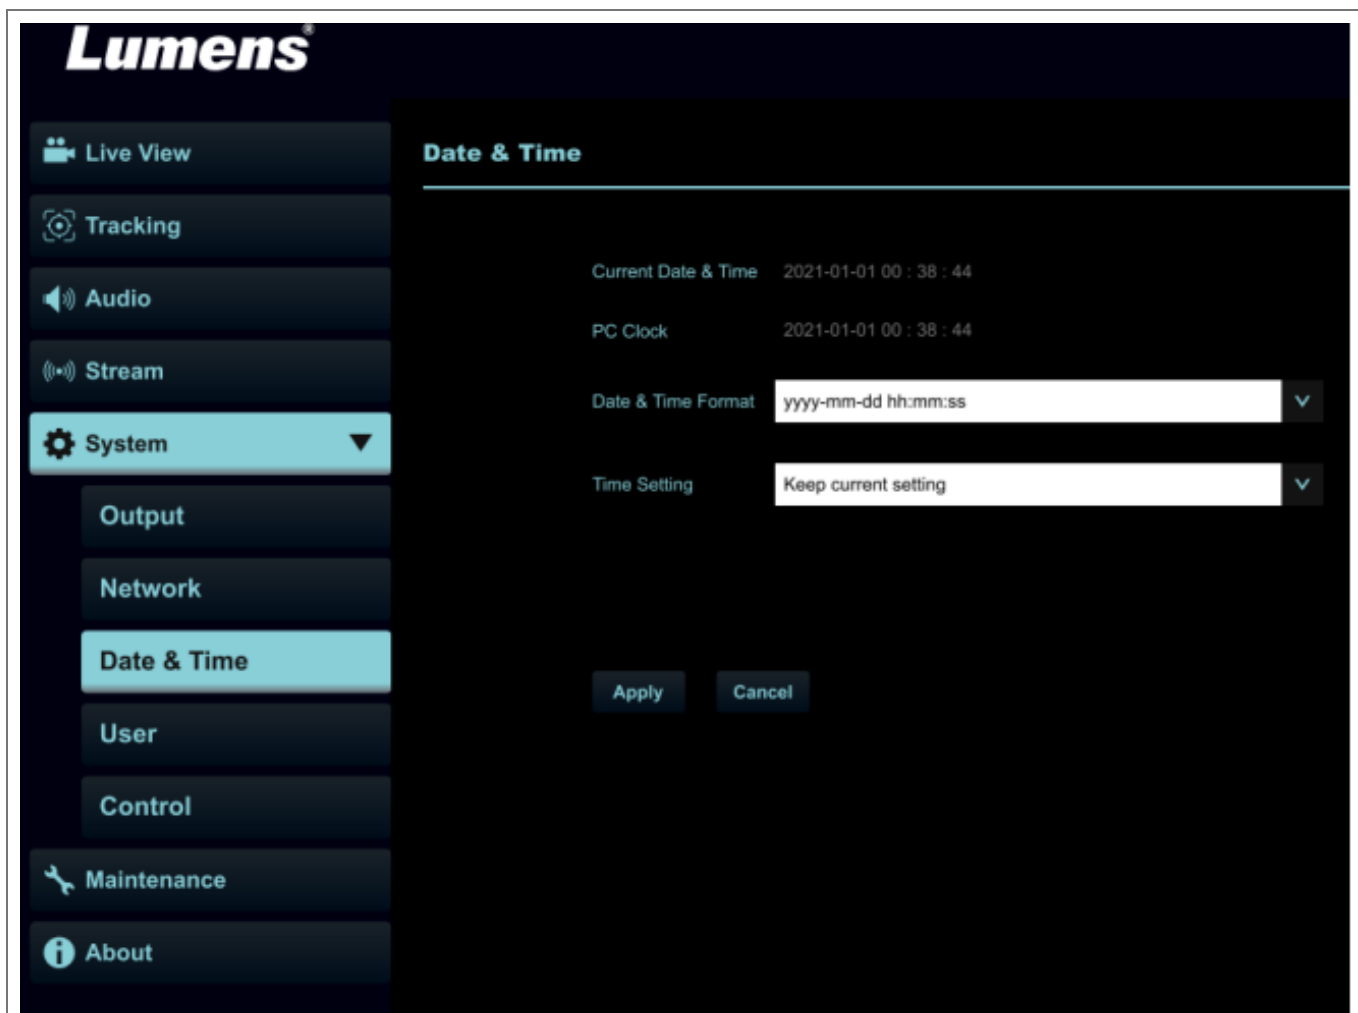 Lumens®
Live View
Tracking
Audio
Stream
System
Output
Network
Date & Time
User
Control
Maintenance
About
Date & Time
Current Date & Time 2021-01-01 00 : 38 : 44
PC Clock 2021-01-01 00 : 38 : 44
Date & Time Format yyyy-mm-dd hh:mm:ss
Time Setting Keep current setting
Apply Cancel